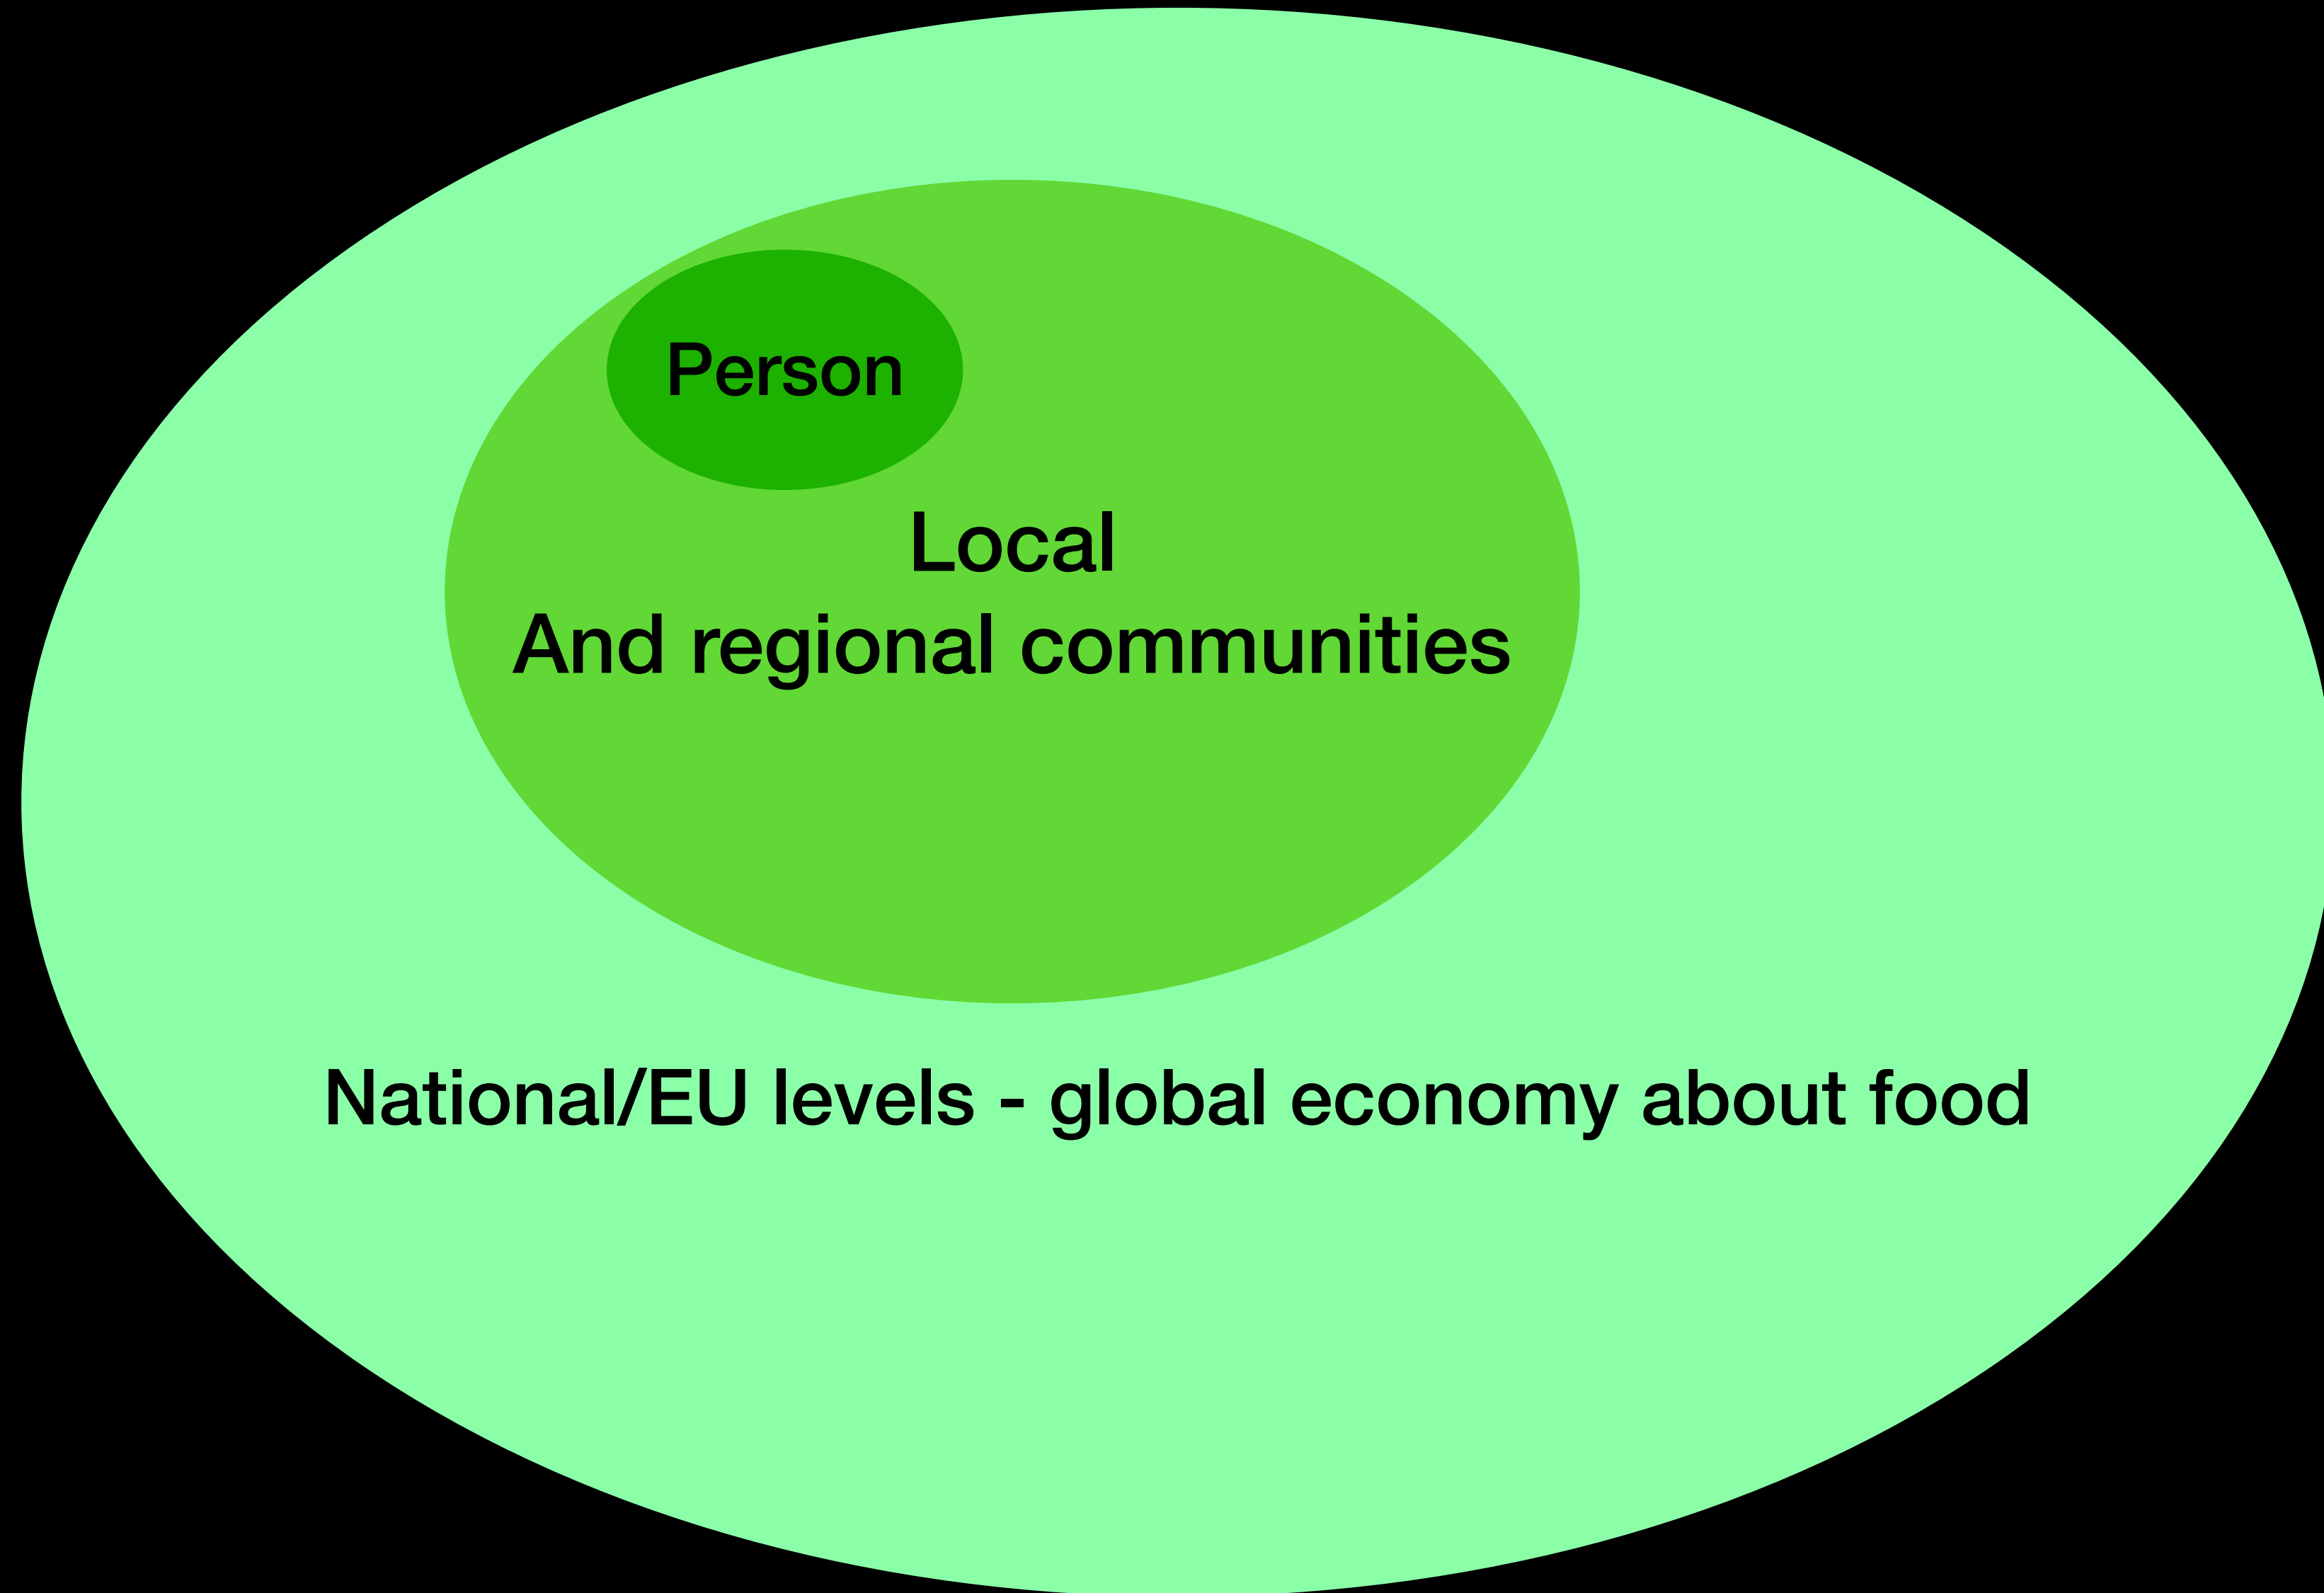 Person
Local
And regional communities
National/EU levels - global economy about food